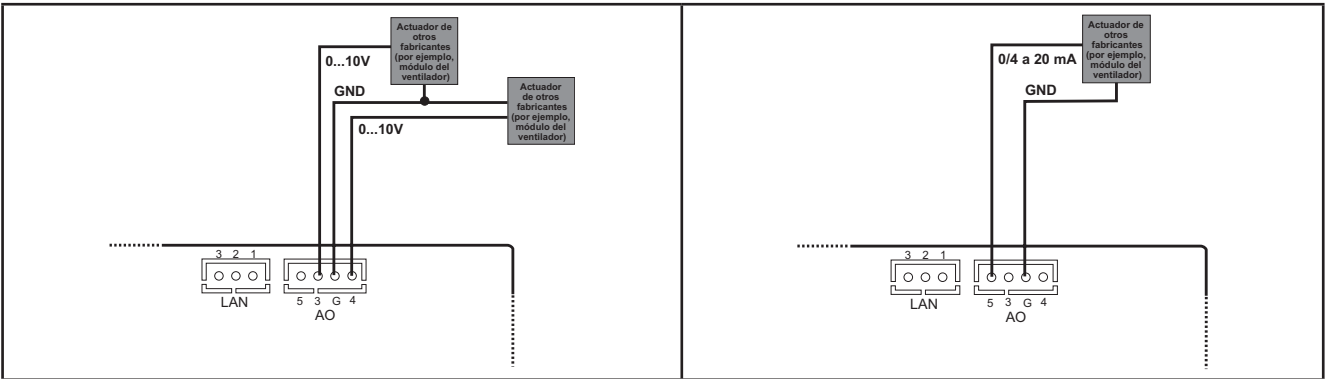 Actuador de
otros
fabricantes
(por ejemplo,
módulo del
ventilador)
0...10V
GND
Actuador
de otros
fabricantes
(por ejemplo,
módulo del
ventilador)
0...10V
3 2 1
LAN
5 3 G 4
AO
Actuador de
otros
fabricantes
(por ejemplo,
módulo del
ventilador)
0/4 a 20 mA
GND
3 2 1
LAN
5 3 G 4
AO